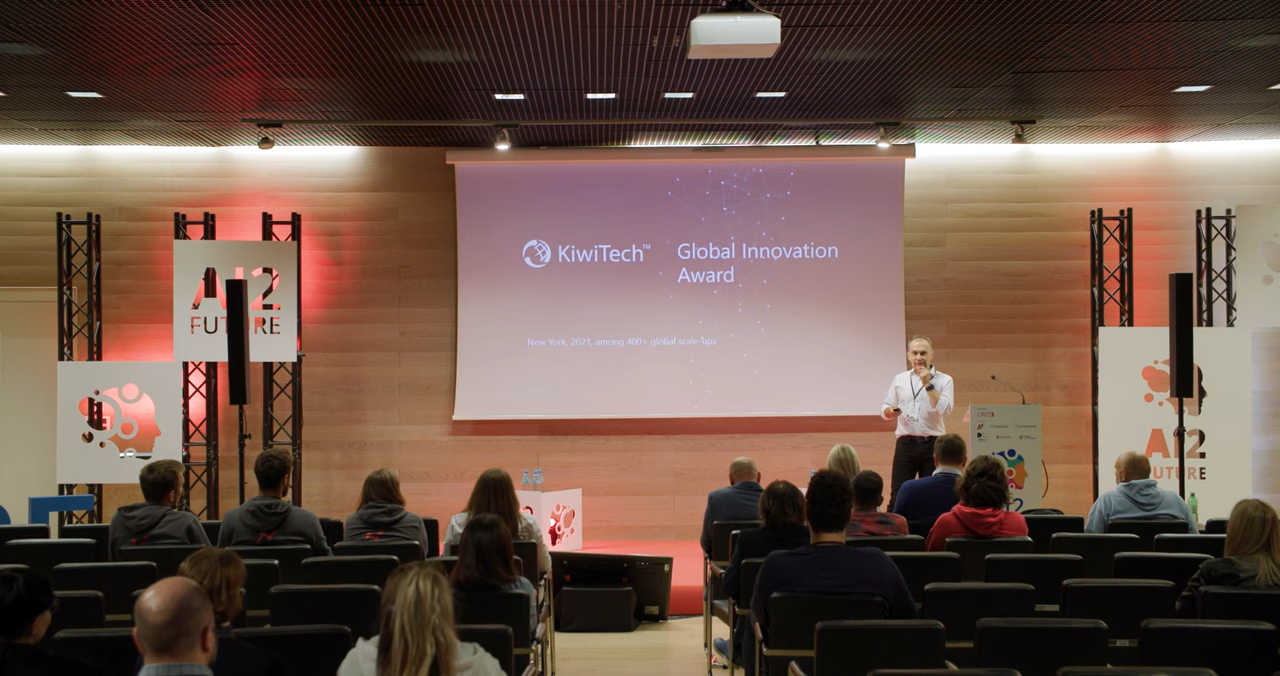 KiwiTech™
Global Innovation
Award
New York, 2021, among 400+ global scale-ups
AI2
FUTURE
AI2
FUTURE